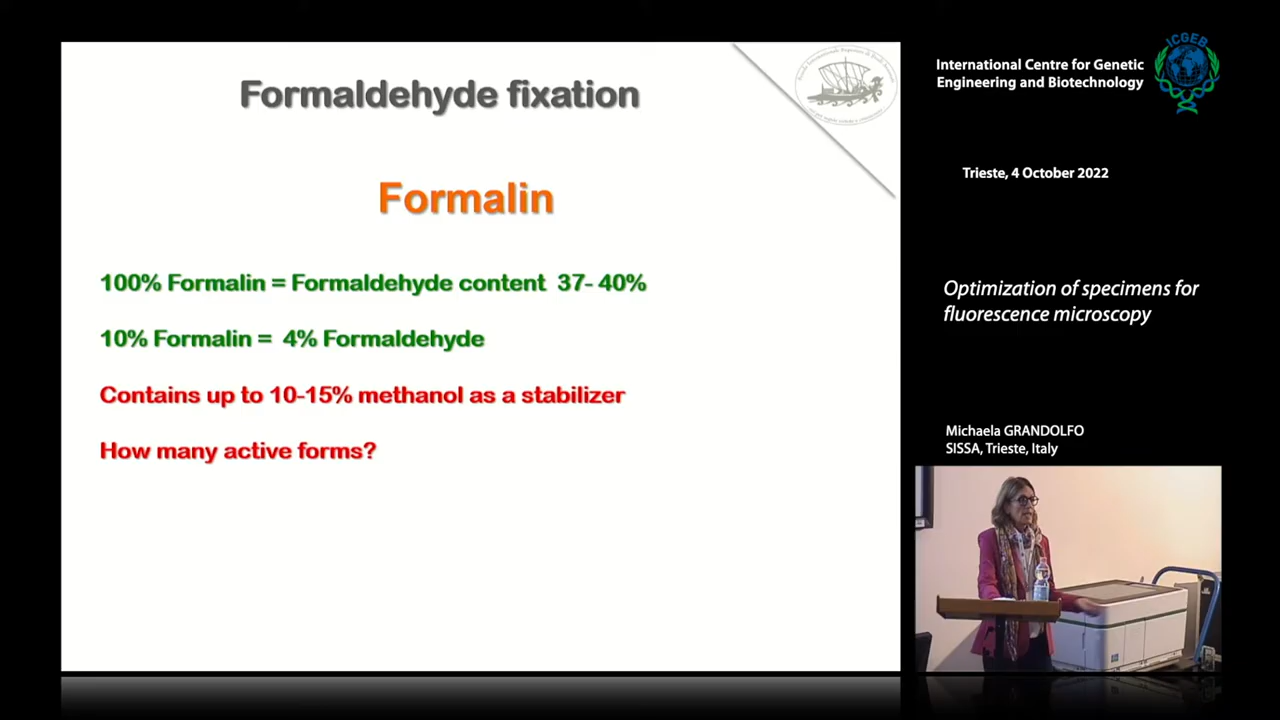 Formaldehyde fixation
Formalin
100% Formalin = Formaldehyde content 37- 40%
10% Formalin = 4% Formaldehyde
Contains up to 10-15% methanol as a stabilizer
How many active forms?
ICGEB
International Centre for Genetic
Engineering and Biotechnology
Trieste, 4 October 2022
Optimization of specimens for
fluorescence microscopy
Michaela GRANDOLFO
SISSA, Trieste, Italy